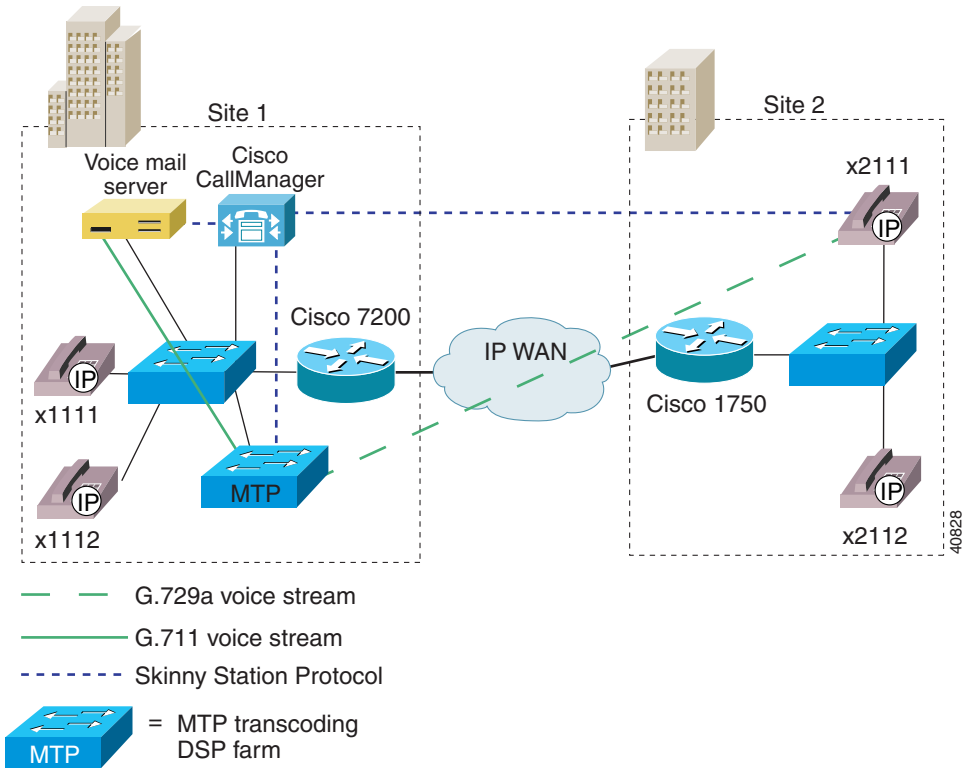 Site 1
Site 2
Voice mail
server
Cisco
CallManager
x2111
IP
Cisco 7200
IP WAN
IP
x1111
Cisco 1750
MTP
IP
x1112
IP
x2112
40828
G.729a voice stream
G.711 voice stream
Skinny Station Protocol
MTP
= MTP transcoding
DSP farm